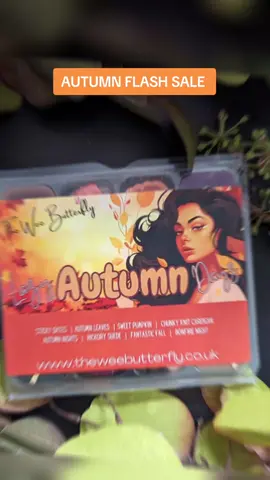 AUTUMN FLASH SALE
The Wee Butterfly
Autumn Days
STICKY SPICES | AUTUMN LEAVES | SWEET PUMPKIN | CHUNKY KNIT CARDIGAN
AUTUMN NIGHTS | HICKORY SUEDE | FANTASTIC FALL | BONFIRE NIGHT
www.theweebutterfly.co.uk